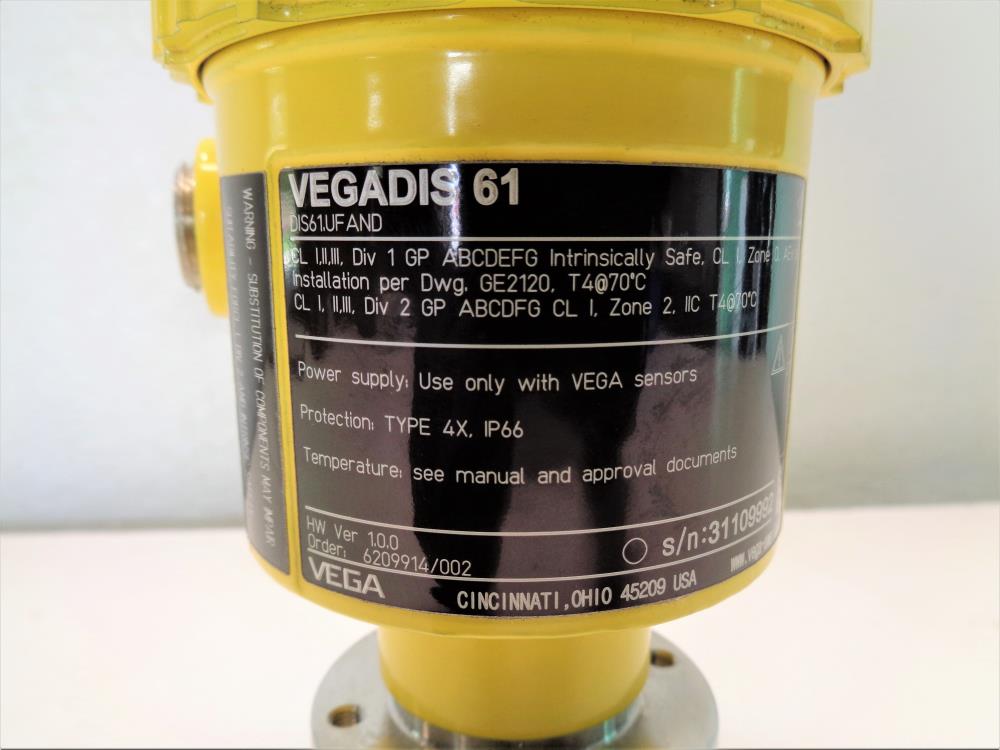 VEGADIS 61
DIS61.UFAND
CL I,II,III, Div 1 GP ABCDEFG Intrinsically Safe, CL I, Zone 0,
Installation per Dwg. GE2120, T4@70°C
CL I, II,III, Div 2 GP ABCDFG CL I, Zone 2, IIC T4@70°C
Power supply: Use only with VEGA sensors
Protection: TYPE 4X, IP66
Temperature: see manual and approval documents
HW Ver 1.0.0
Order: 6209914/002
s/n:31109992
VEGA
CINCINNATI,OHIO 45209 USA
WARNING - SUBSTITUTION OF COMPONENTS MAY IMPAIR